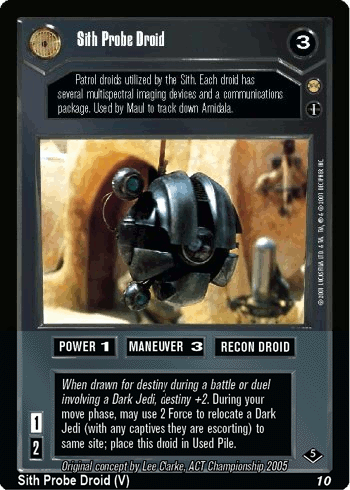 Sith Probe Droid
3
Patrol droids utilized by the Sith. Each droid has
several multispectral imaging devices and a communications
package. Used by Maul to track down Amidala.
POWER 1
MANEUVER 3
RECON DROID
When drawn for destiny during a battle or duel
involving a Dark Jedi, destiny +2. During your
move phase, may use 2 Force to relocate a Dark
Jedi (with any captives they are escorting) to
same site; place this droid in Used Pile.
1
2
5
Original concept by Lee Clarke, ACT Championship 2005
Sith Probe Droid (V)
10